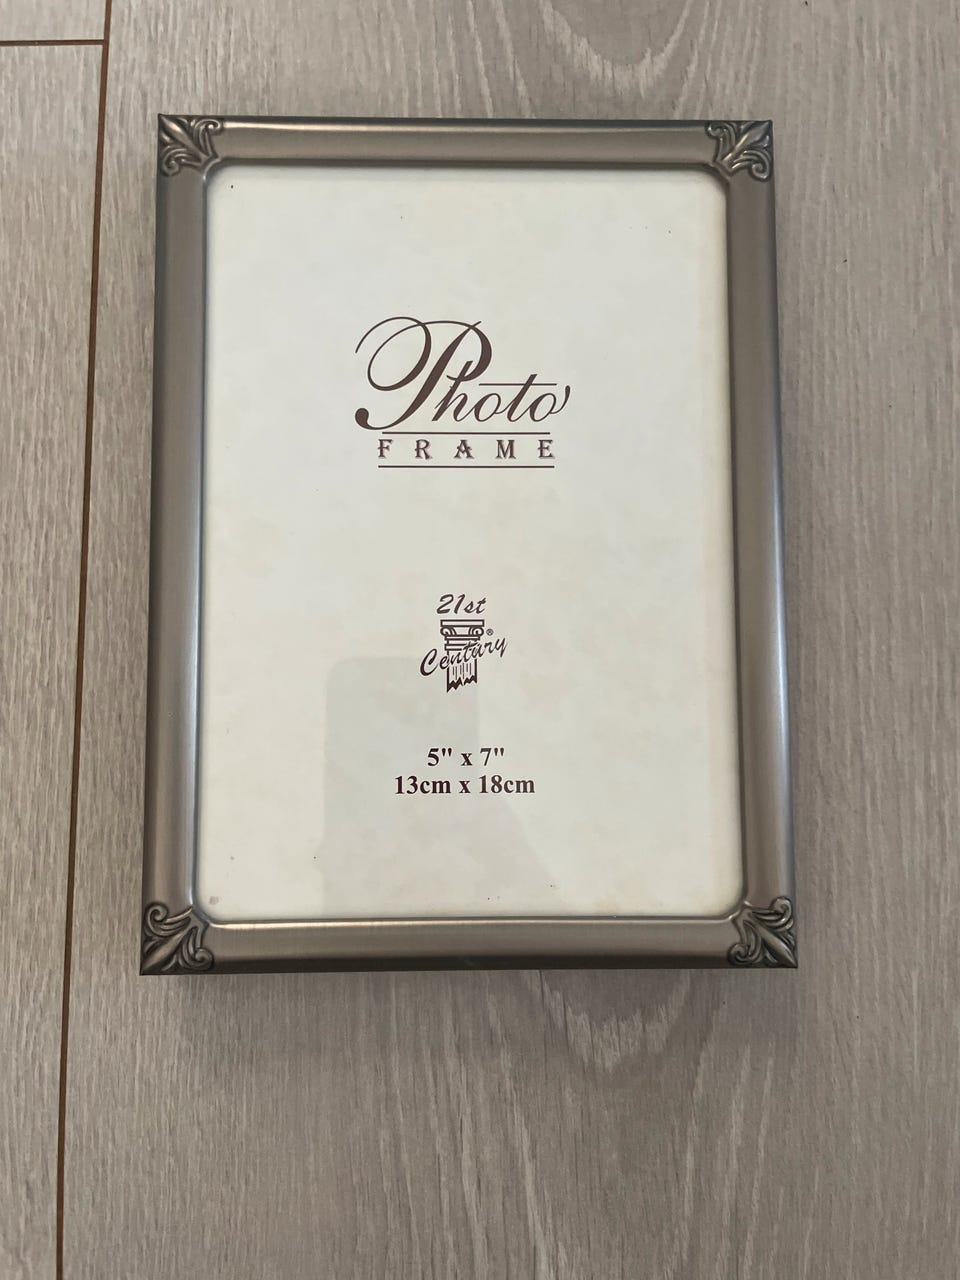 Photo
FRAME
21st
Century®
5" x 7"
13cm x 18cm